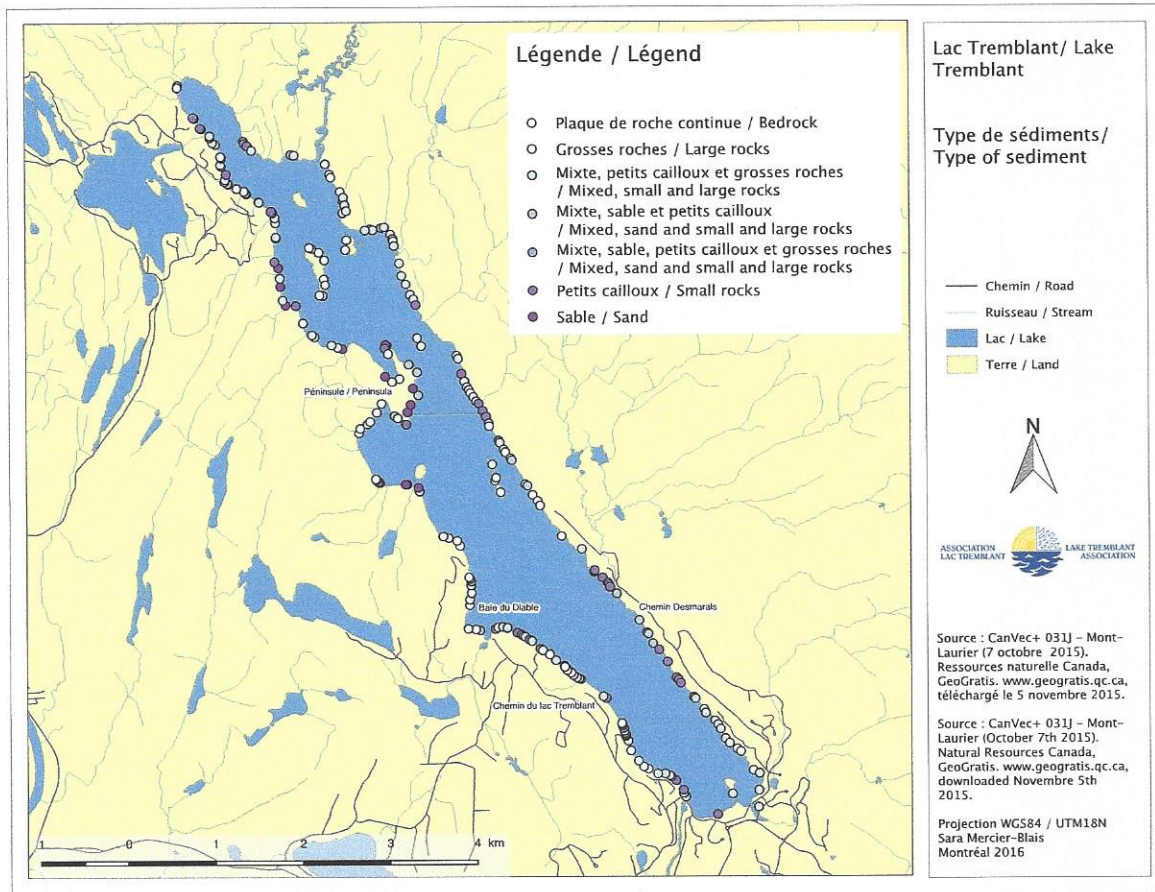 Légende / Légend
Plaque de roche continue / Bedrock
Grosses roches / Large rocks
Mixte, petits cailloux et grosses roches
/ Mixed, small and large rocks
Mixte, sable et petits cailloux
/ Mixed, sand and small and large rocks
Mixte, sable, petits cailloux et grosses roches
/ Mixed, sand and small and large rocks
Petits cailloux / Small rocks
Sable / Sand
Péninsule / Peninsula
Baie du Diable
Chemin Desmarais
Chemin du lac Tremblant
1 0 1 2 3 4 km
Lac Tremblant/ Lake
Tremblant
Type de sédiments/
Type of sediment
Chemin / Road
Ruisseau / Stream
Lac / Lake
Terre / Land
N
ASSOCIATION
LAC TREMBLANT
LAKE TREMBLANT
ASSOCIATION
Source : CanVec+ 031J - Mont-
Laurier (7 octobre 2015).
Ressources naturelle Canada,
GeoGratis. www.geogratis.qc.ca,
téléchargé le 5 novembre 2015.
Source : CanVec+ 031J - Mont-
Laurier (October 7th 2015).
Natural Resources Canada,
GeoGratis. www.geogratis.qc.ca,
downloaded Novembre 5th
2015.
Projection WGS84 / UTM18N
Sara Mercier-Blais
Montréal 2016